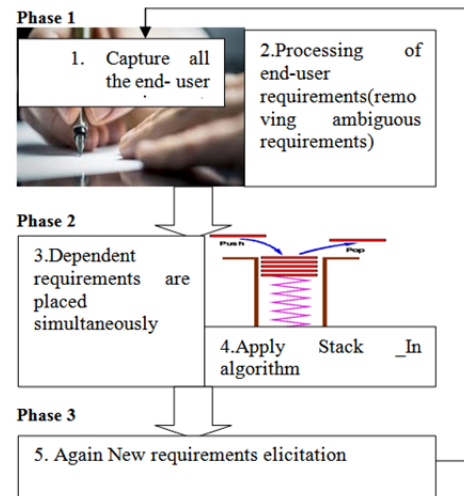 Phase 1
1. Capture all
the end- user
2.Processing of
end-user
requirements(remo
ving ambiguous
requirements)
Phase 2
3.Dependent
requirements are
placed
simultaneously
Push
Pop
4.Apply Stack _In
algorithm
Phase 3
5. Again New requirements elicitation